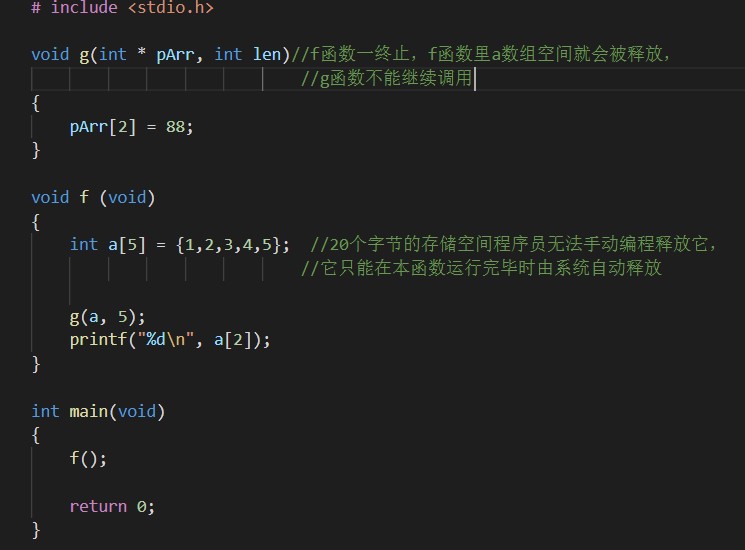 # include <stdio.h>
void g(int * pArr, int len)//f函数一终止，f函数里a数组空间就会被释放，
//g函数不能继续调用
{
pArr[2] = 88;
}
void f (void)
{
int a[5] = {1,2,3,4,5};  //20个字节的存储空间程序员无法手动编程释放它，
//它只能在本函数运行完毕时由系统自动释放
g(a, 5);
printf("%d\n", a[2]);
}
int main(void)
{
f();
return 0;
}